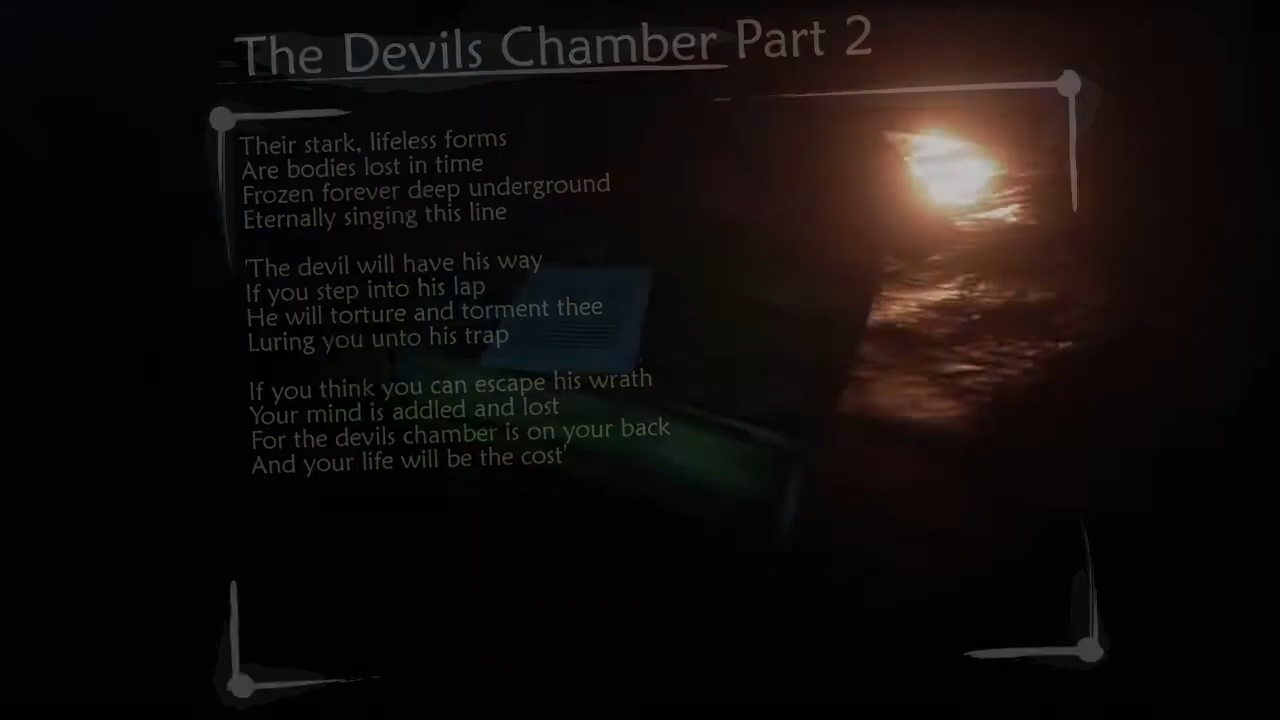 The Devils Chamber Part 2
Their stark, lifeless forms
Are bodies lost in time
Frozen forever deep underground
Eternally singing this line
'The devil will have his way
If you step into his lap
He will torture and torment thee
Luring you unto his trap
If you think you can escape his wrath
Your mind is addled and lost
For the devils chamber is on your back
And your life will be the cost'